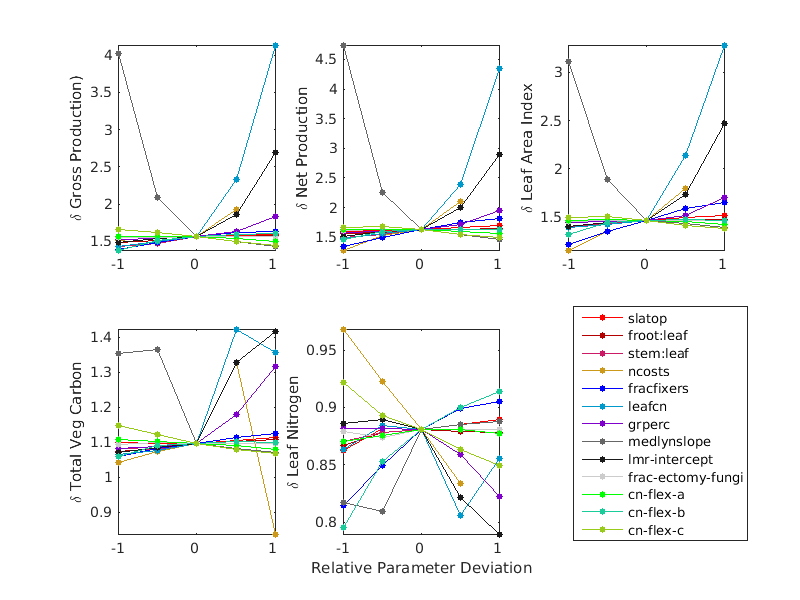 4
3.5
3
2.5
2
1.5
-1 0 1
δ Gross Production)
4.5
4
3.5
3
2.5
2
1.5
-1 0 1
δ Net Production
3
2.5
2
1.5
-1 0 1
δ Leaf Area Index
1.4
1.3
1.2
1.1
1
0.9
-1 0 1
δ Total Veg Carbon
0.95
0.9
0.85
0.8
-1 0 1
δ Leaf Nitrogen
Relative Parameter Deviation
slatop
froot:leaf
stem:leaf
ncosts
fracfixers
leafcn
grperc
medlynslope
lmr-intercept
frac-ectomy-fungi
cn-flex-a
cn-flex-b
cn-flex-c